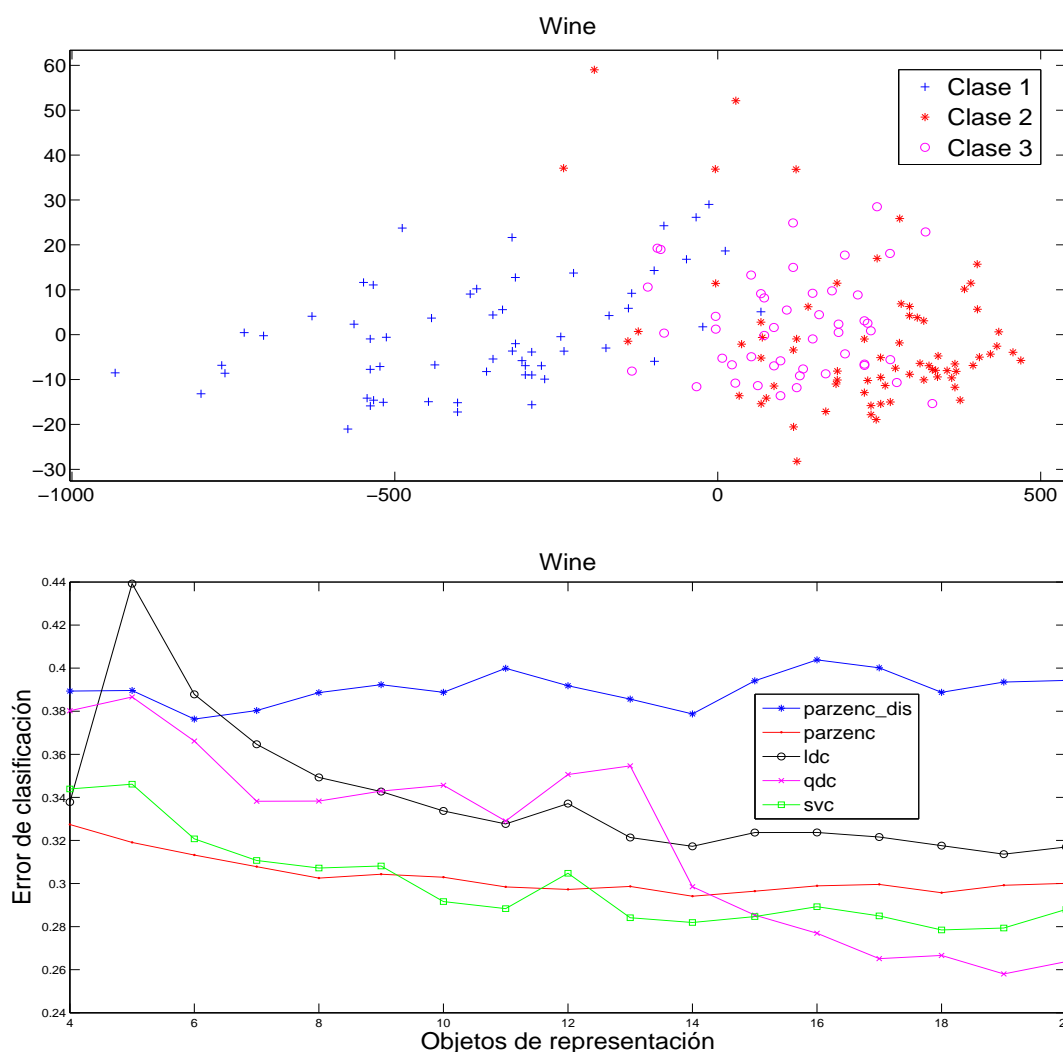 Wine
60
50
40
30
20
10
0
−10
−20
−30
−1000
−500
0
500
Clase 1
Clase 2
Clase 3
Wine
Error de clasificación
0.44
0.42
0.4
0.38
0.36
0.34
0.32
0.3
0.28
0.26
0.24
4
6
8
10
12
14
16
18
2
parzenc_dis
parzenc
ldc
qdc
svc
Objetos de representación